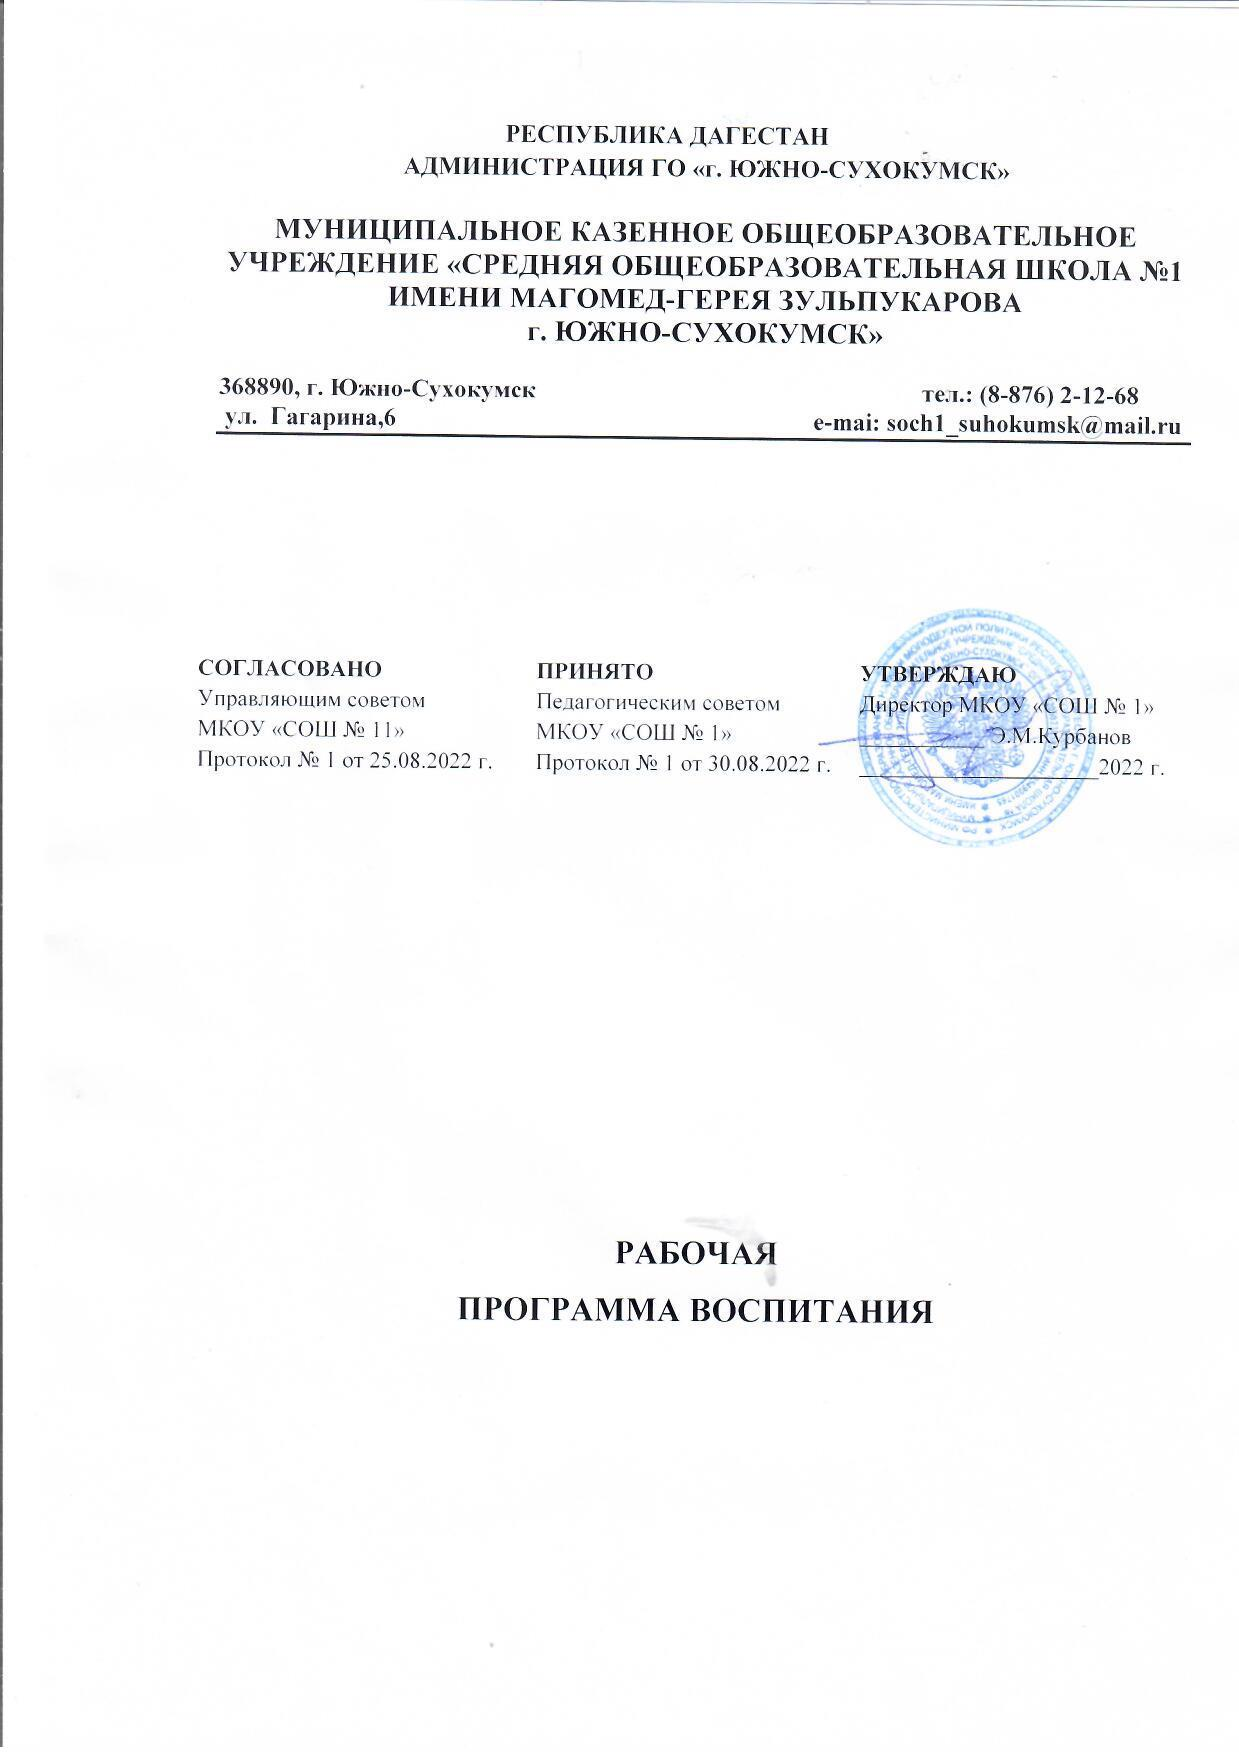 РЕСПУБЛИКА ДАГЕСТАН
АДМИНИСТРАЦИЯ ГО «г. ЮЖНО-СУХОКУМСК»
МУНИЦИПАЛЬНОЕ КАЗЕННОЕ ОБЩЕОБРАЗОВАТЕЛЬНОЕ
УЧРЕЖДЕНИЕ «СРЕДНЯЯ ОБЩЕОБРАЗОВАТЕЛЬНАЯ ШКОЛА №1
ИМЕНИ МАГОМЕД-ГЕРЕЯ ЗУЛЬПУКАРОВА
г. ЮЖНО-СУХОКУМСК»
368890, г. Южно-Сухокумск
ул. Гагарина,6
тел.: (8-876) 2-12-68
e-mai: soch1_suhokumsk@mail.ru
СОГЛАСОВАНО
Управляющим советом
МКОУ «СОШ № 11»
Протокол № 1 от 25.08.2022 г.
ПРИНЯТО
Педагогическим советом
МКОУ «СОШ № 1»
Протокол № 1 от 30.08.2022 г.
УТВЕРЖДАЮ
Директор МКОУ «СОШ № 1»
__________ Э.М.Курбанов
____________________2022 г.
РАБОЧАЯ
ПРОГРАММА ВОСПИТАНИЯ